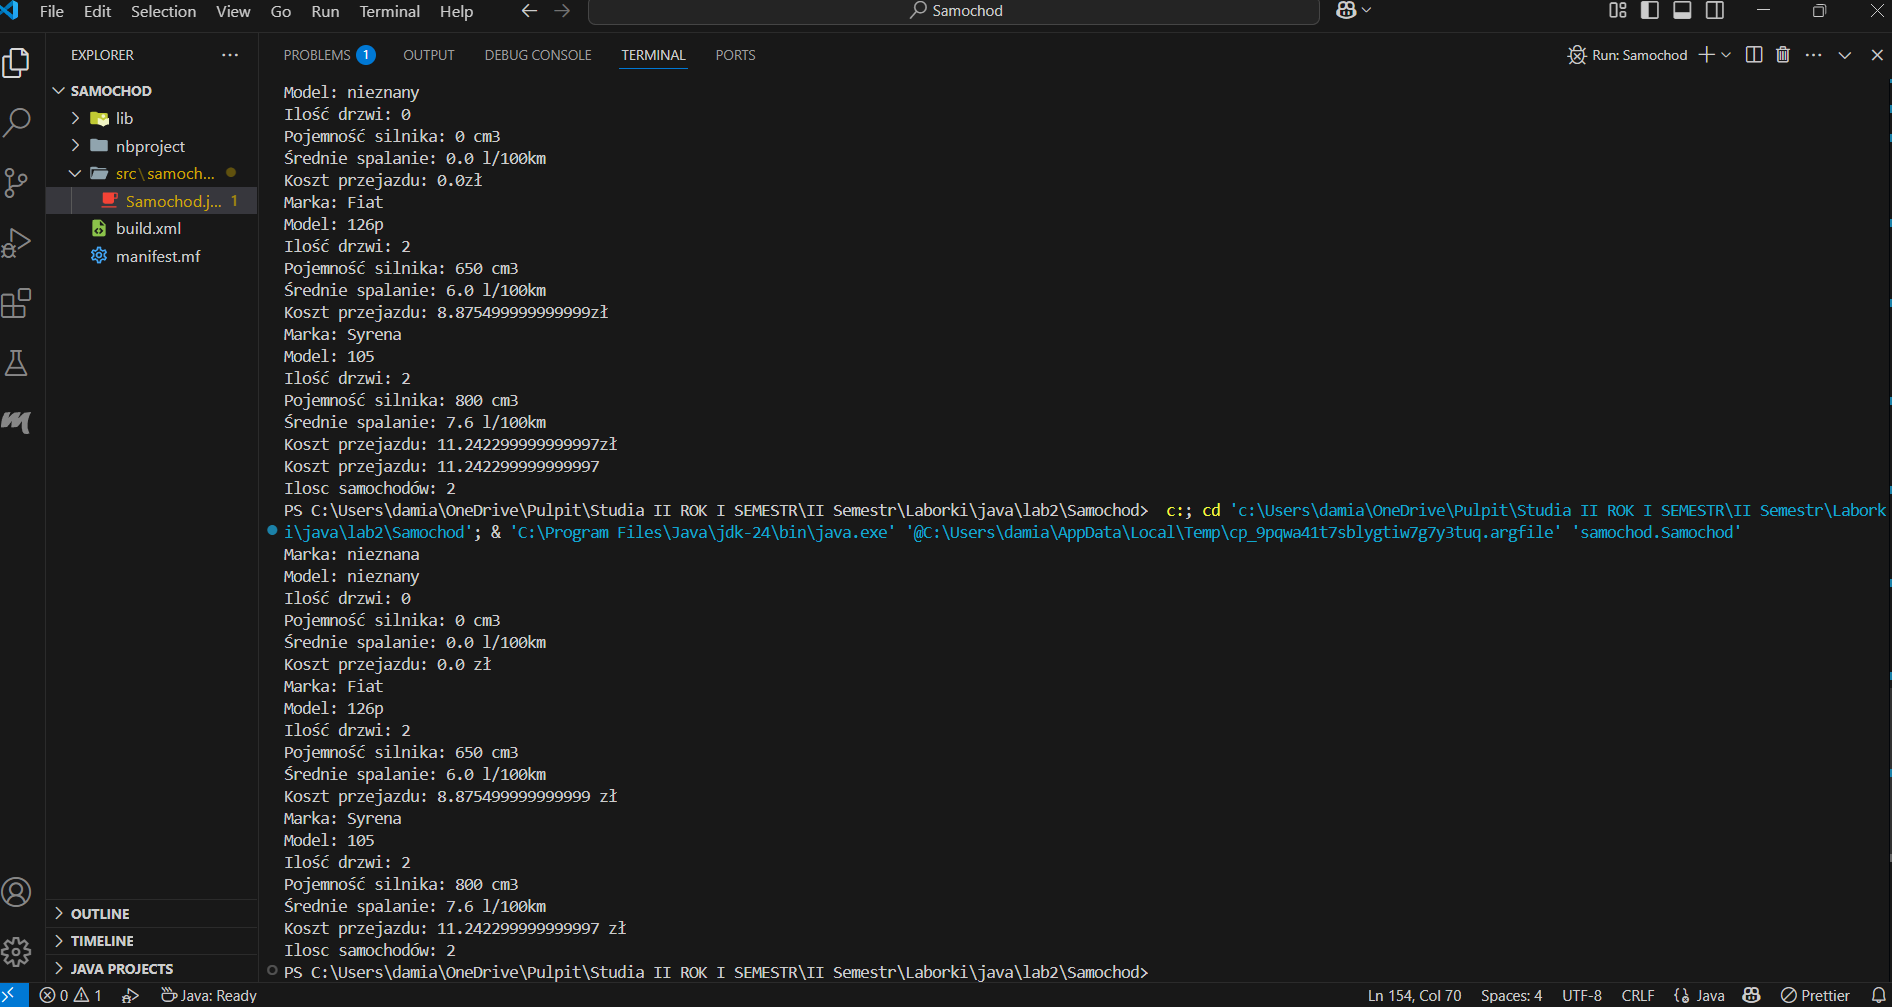 File Edit Selection View Go Run Terminal Help
Samochod
EXPLORER
SAMOCHOD
lib
nbproject
src\samoch...
Samochod.j... 1
build.xml
manifest.mf
OUTLINE
TIMELINE
JAVA PROJECTS
PROBLEMS 1 OUTPUT DEBUG CONSOLE TERMINAL PORTS
Run: Samochod
Model: nieznany
Ilość drzwi: 0
Pojemność silnika: 0 cm3
Średnie spalanie: 0.0 l/100km
Koszt przejazdu: 0.0zł
Marka: Fiat
Model: 126p
Ilość drzwi: 2
Pojemność silnika: 650 cm3
Średnie spalanie: 6.0 l/100km
Koszt przejazdu: 8.875499999999999zł
Marka: Syrena
Model: 105
Ilość drzwi: 2
Pojemność silnika: 800 cm3
Średnie spalanie: 7.6 l/100km
Koszt przejazdu: 11.242299999999997zł
Koszt przejazdu: 11.242299999999997
Ilosc samochodów: 2
PS C:\Users\damia\OneDrive\Pulpit\Studia II ROK I SEMESTR\II Semestr\Laborki\java\lab2\Samochod>  c:; cd 'c:\Users\damia\OneDrive\Pulpit\Studia II ROK I SEMESTR\II Semestr\Labork
i\java\lab2\Samochod'; & 'C:\Program Files\Java\jdk-24\bin\java.exe' '@C:\Users\damia\AppData\Local\Temp\cp_9pqwa41t7sblygtiw7g7y3tuq.argfile' 'samochod.Samochod'
Marka: nieznana
Model: nieznany
Ilość drzwi: 0
Pojemność silnika: 0 cm3
Średnie spalanie: 0.0 l/100km
Koszt przejazdu: 0.0 zł
Marka: Fiat
Model: 126p
Ilość drzwi: 2
Pojemność silnika: 650 cm3
Średnie spalanie: 6.0 l/100km
Koszt przejazdu: 8.875499999999999 zł
Marka: Syrena
Model: 105
Ilość drzwi: 2
Pojemność silnika: 800 cm3
Średnie spalanie: 7.6 l/100km
Koszt przejazdu: 11.242299999999997 zł
Ilosc samochodów: 2
PS C:\Users\damia\OneDrive\Pulpit\Studia II ROK I SEMESTR\II Semestr\Laborki\java\lab2\Samochod>
0 1 Java: Ready Ln 154, Col 70 Spaces: 4 UTF-8 CRLF Java Prettier